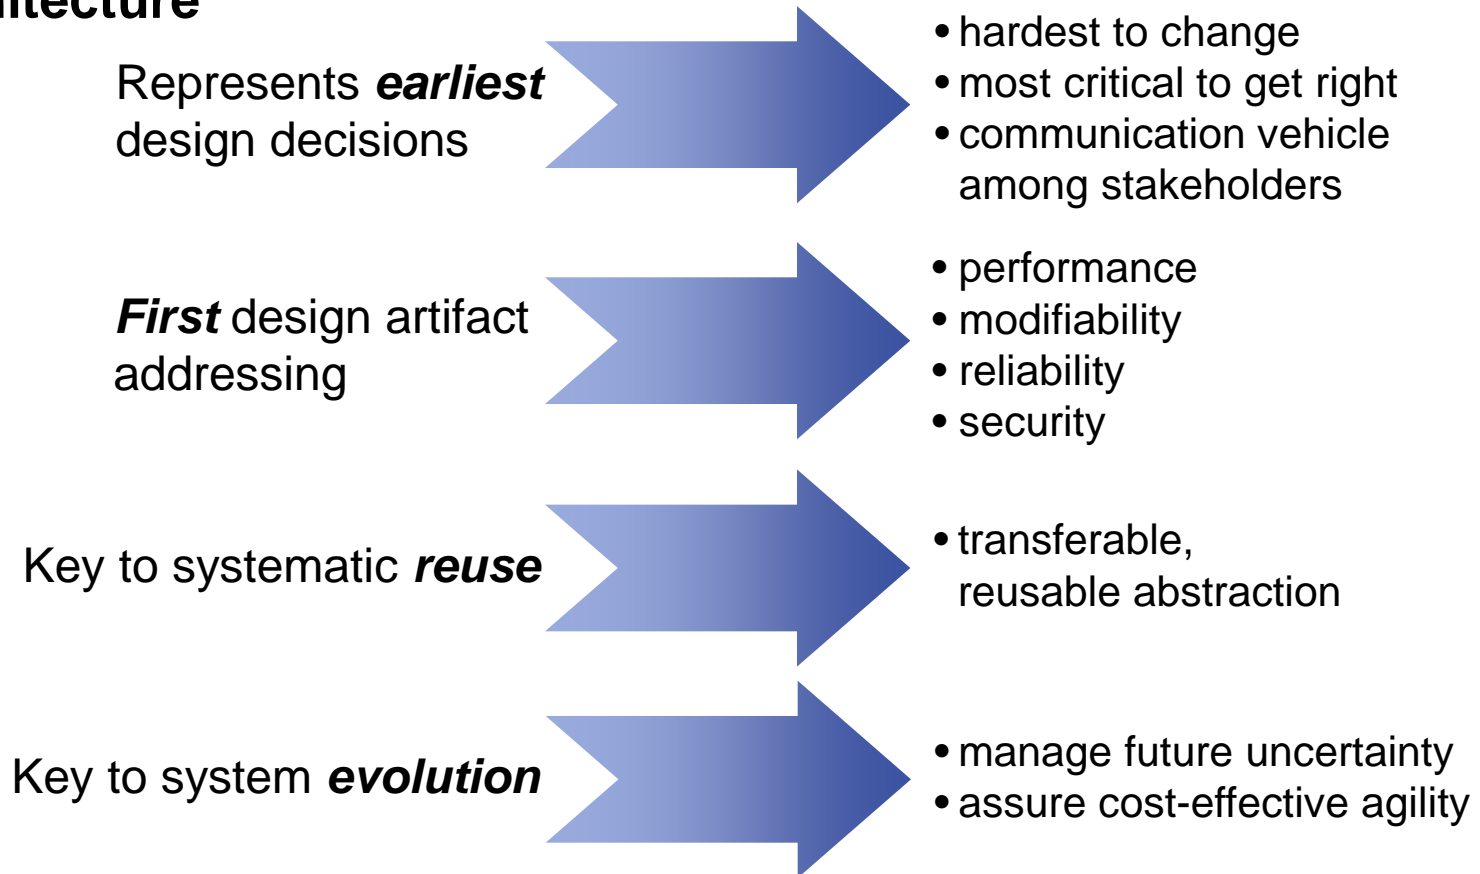 hitecture
Represents earliest
design decisions
• hardest to change
• most critical to get right
• communication vehicle
among stakeholders
First design artifact
addressing
• performance
• modifiability
• reliability
• security
Key to systematic reuse
• transferable,
reusable abstraction
Key to system evolution
• manage future uncertainty
• assure cost-effective agility